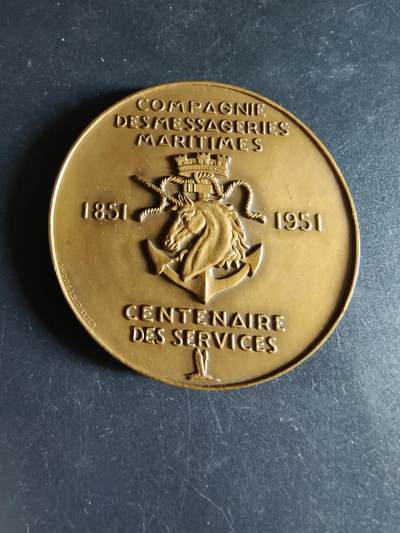 COMPAGNIE
DES MESSAGERIES
MARITIMES
1851 1951
CENTENAIRE
DES SERVICES